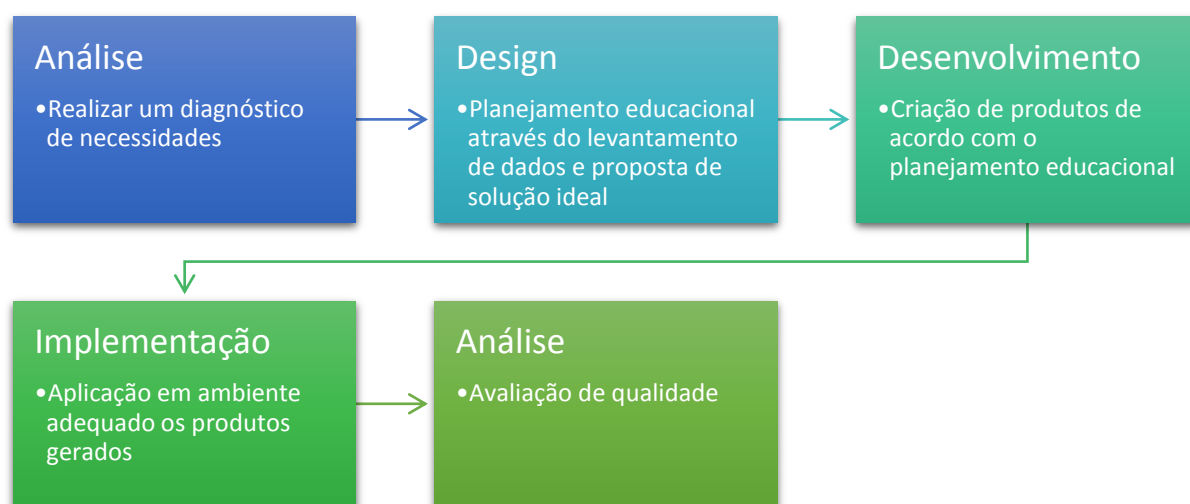 Análise
•Realizar um diagnóstico
de necessidades
Design
•Planejamento educacional
através do levantamento
de dados e proposta de
solução ideal
Desenvolvimento
•Criação de produtos de
acordo com o
planejamento educacional
Implementação
•Aplicação em ambiente
adequado os produtos
gerados
Análise
•Avaliação de qualidade